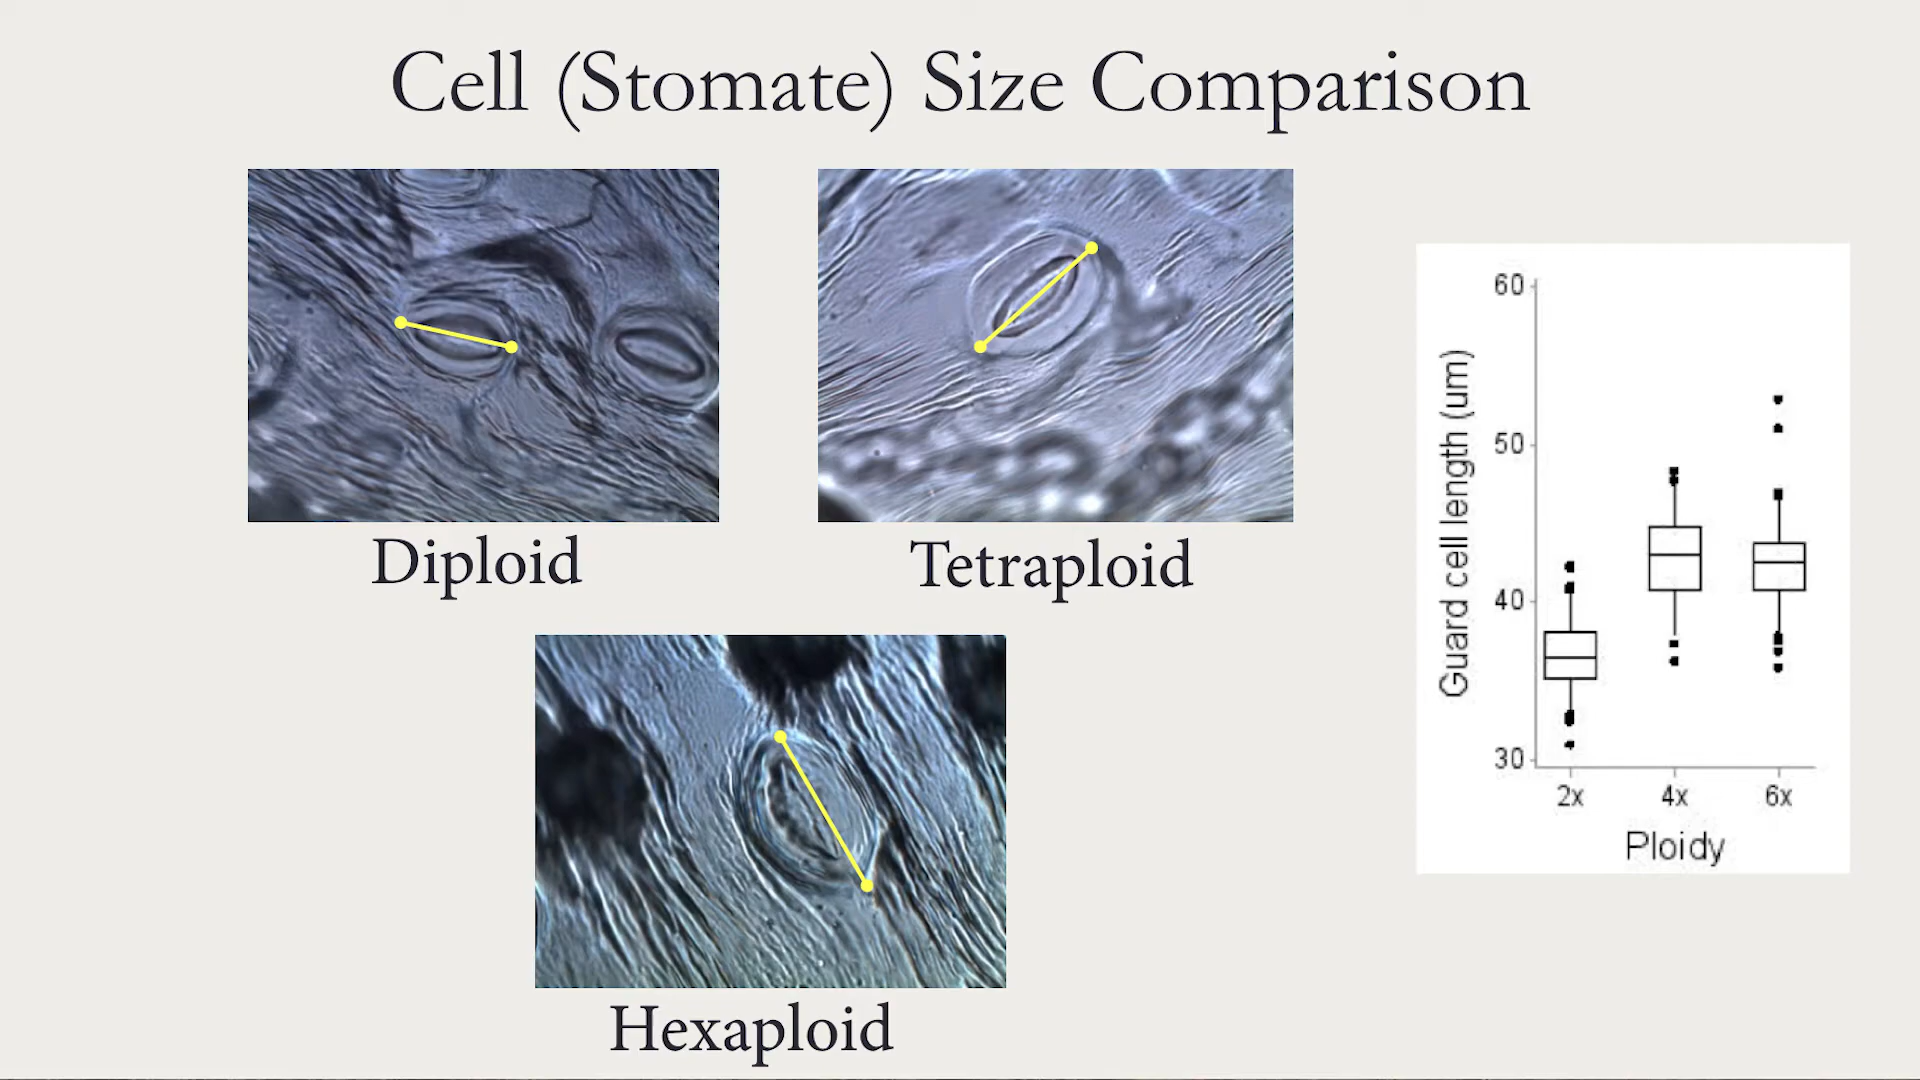 Cell (Stomate) Size Comparison
Diploid
Tetraploid
Hexaploid
Guard cell length (um)
60
50
40
30
2x 4x 6x
Ploidy